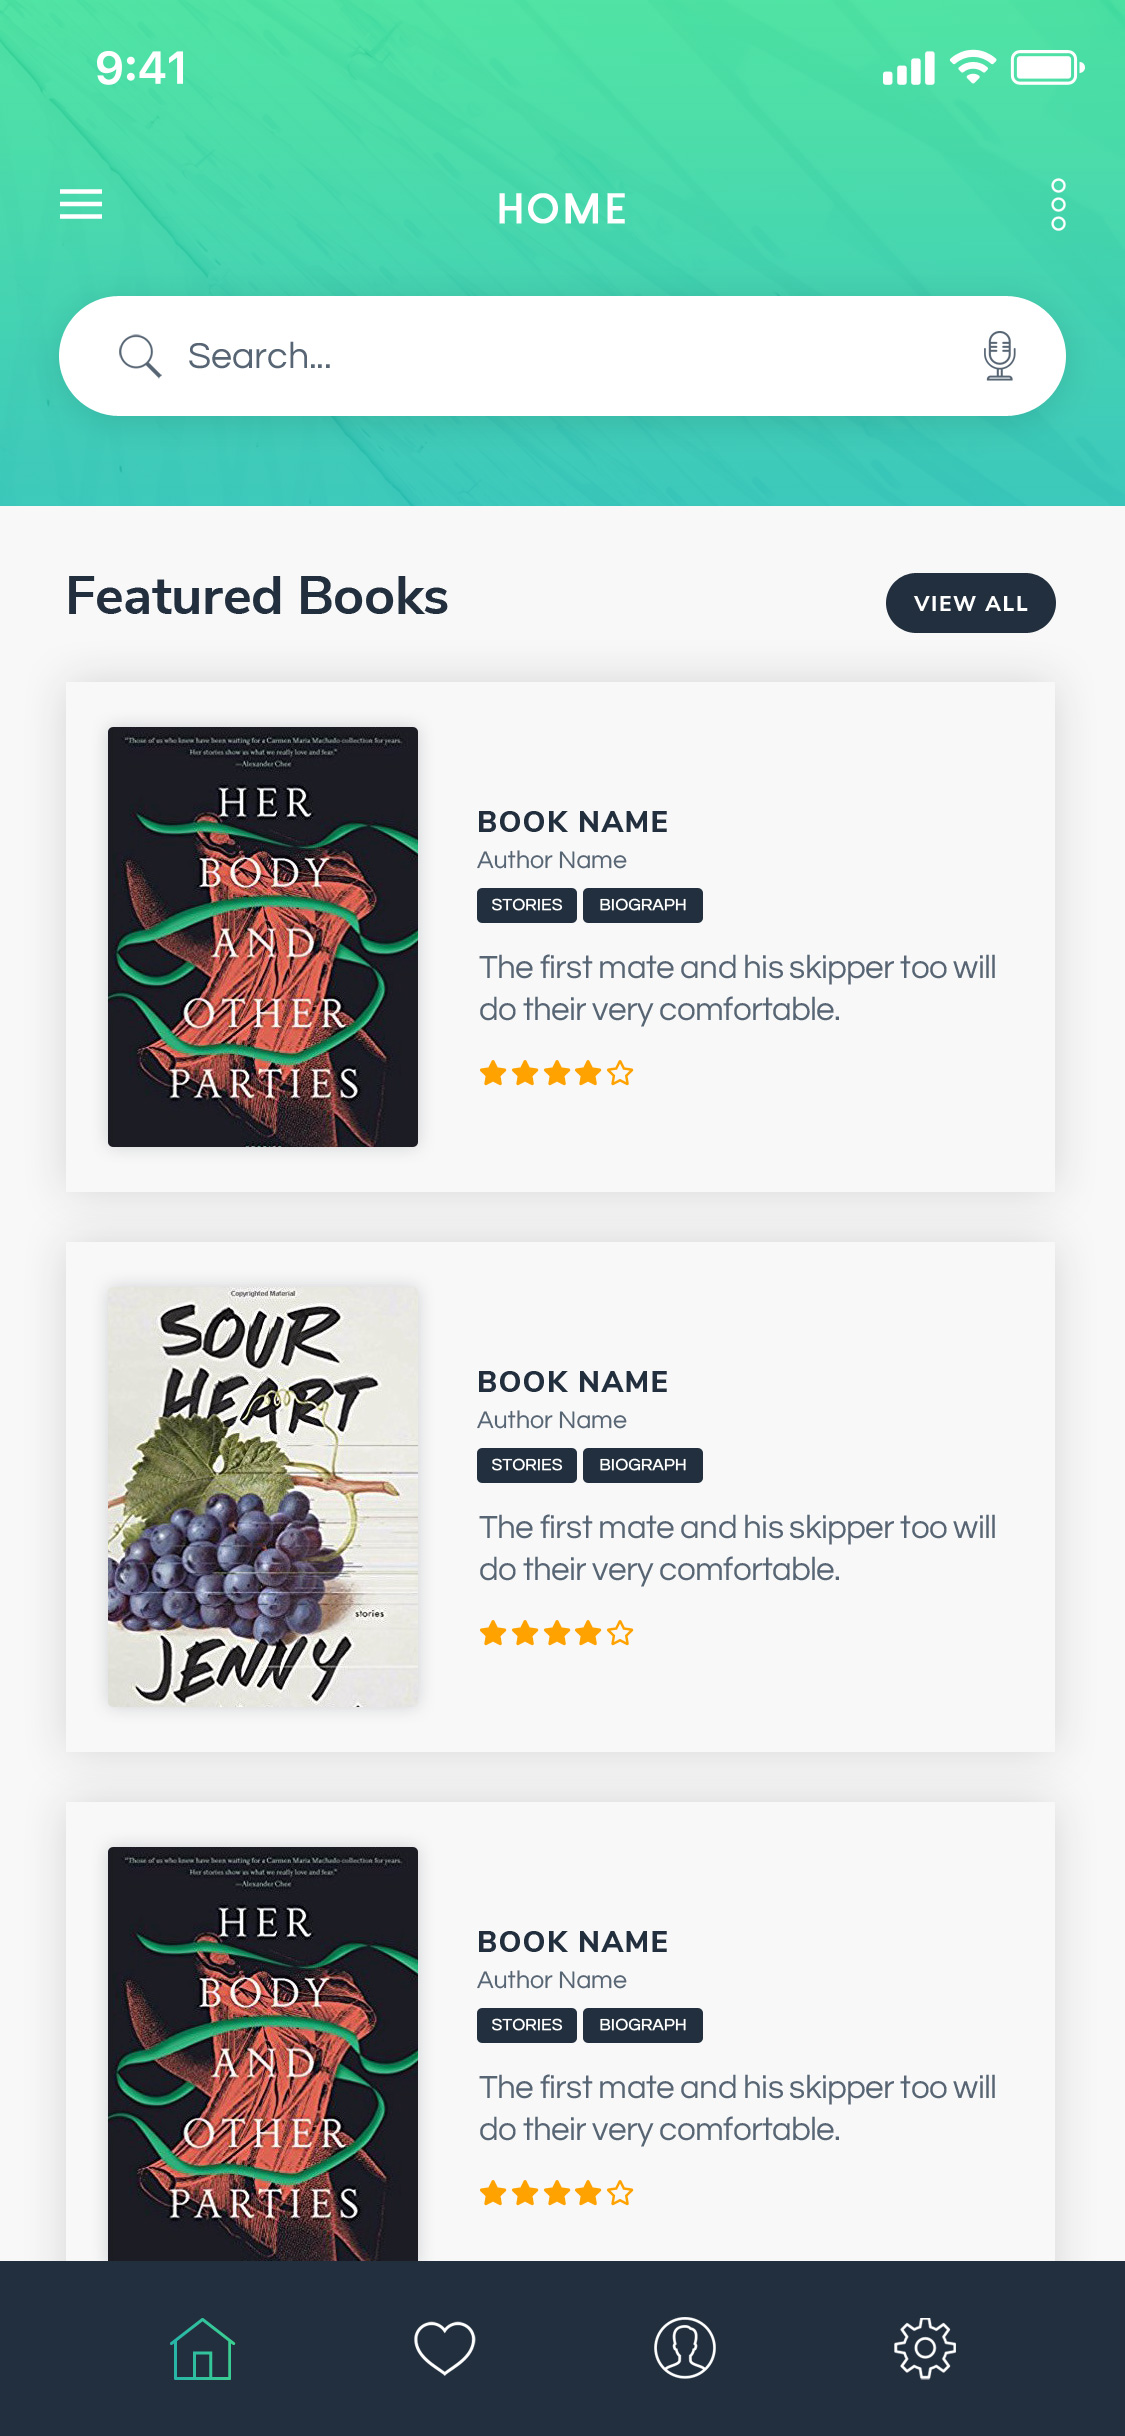 9:41
HOME
Search...
Featured Books
VIEW ALL
"Those of us who know have been waiting for a Carmen Maria Machado collection for years.
Her stories show us what we really love and fear."
—Alexander Chee
HER
BODY
AND
OTHER
PARTIES
BOOK NAME
Author Name
STORIES BIOGRAPH
The first mate and his skipper too will
do their very comfortable.
Copyrighted Material
SOUR
HEART
stories
JENNY
BOOK NAME
Author Name
STORIES BIOGRAPH
The first mate and his skipper too will
do their very comfortable.
"Those of us who know have been waiting for a Carmen Maria Machado collection for years.
Her stories show us what we really love and fear."
—Alexander Chee
HER
BODY
AND
OTHER
PARTIES
BOOK NAME
Author Name
STORIES BIOGRAPH
The first mate and his skipper too will
do their very comfortable.